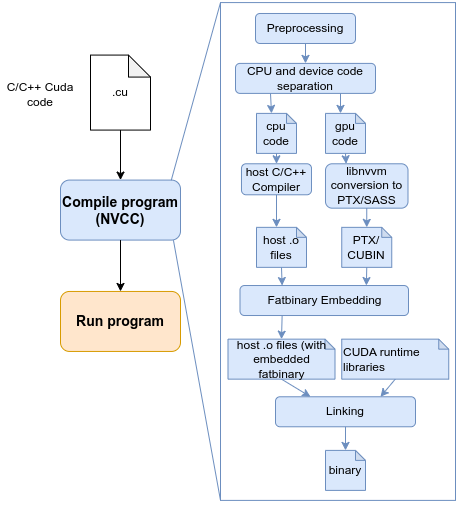 C/C++ Cuda
code
.cu
Compile program
(NVCC)
Run program
Preprocessing
CPU and device code
separation
cpu
code
gpu
code
host C/C++
Compiler
libnvvm
conversion to
PTX/SASS
host .o
files
PTX/
CUBIN
Fatbinary Embedding
host .o files (with
embedded
fatbinary
CUDA runtime
libraries
Linking
binary